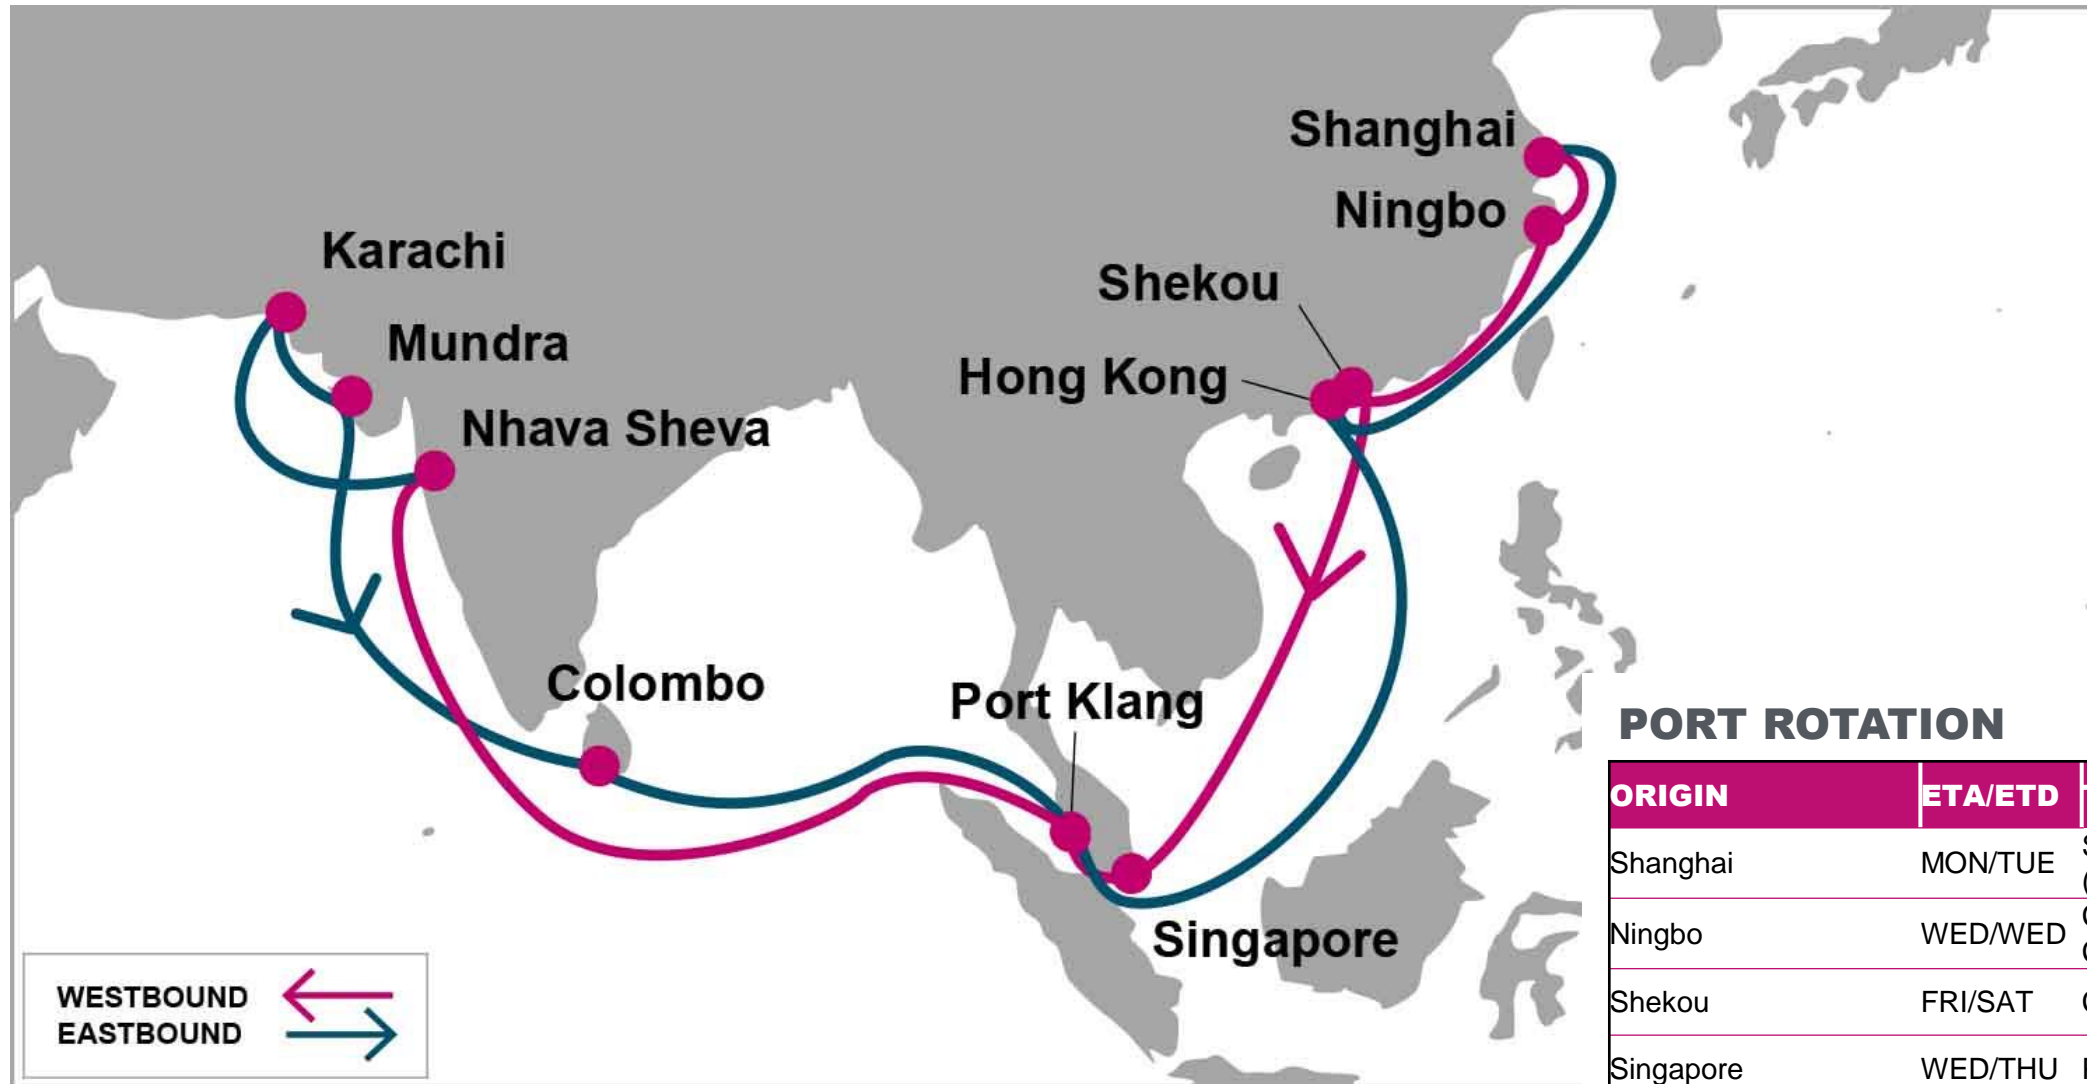 Shanghai
Ningbo
Karachi
Shekou
Mundra
Hong Kong
Nhava Sheva
Colombo
Port Klang
Singapore
WESTBOUND
EASTBOUND
PORT ROTATION
ORIGIN ETA/ETD
Shanghai MON/TUE
Ningbo WED/WED
Shekou FRI/SAT
Singapore WED/THU